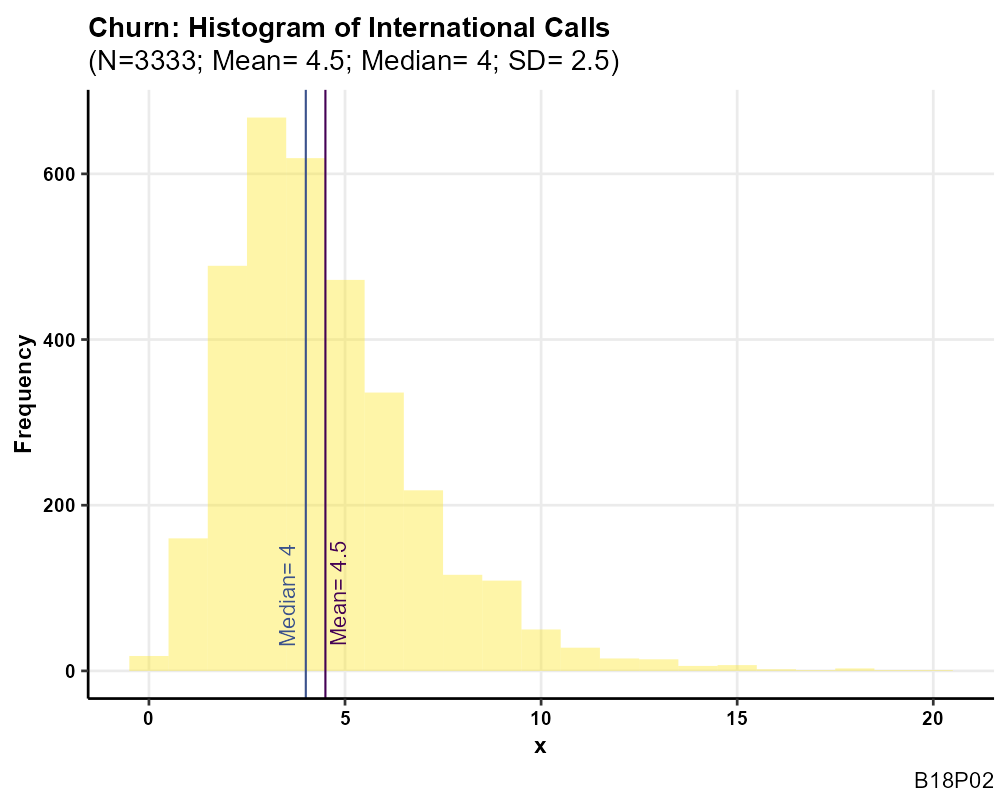 Churn: Histogram of International Calls
(N=3333; Mean= 4.5; Median= 4; SD= 2.5)
Frequency
600
400
200
0
Median= 4
Mean= 4.5
0 5 10 15 20
x
B18P02